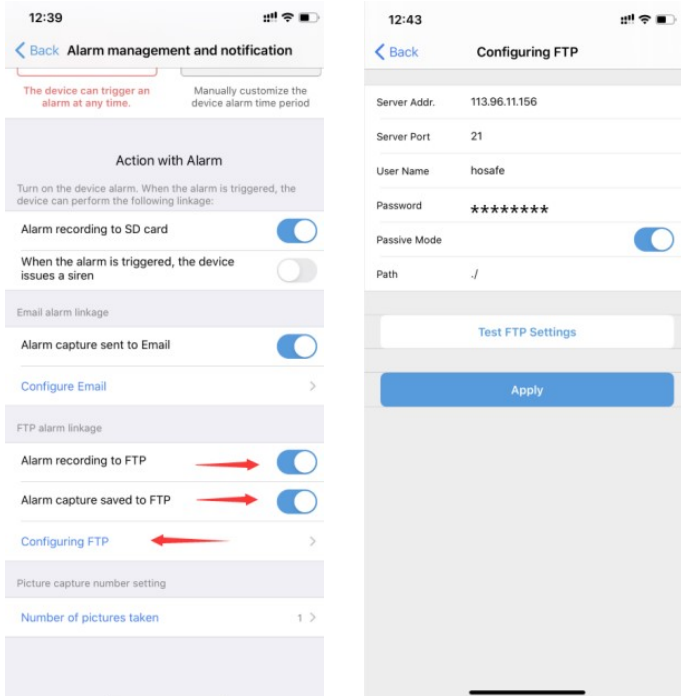 12:39
Back Alarm management and notification
The device can trigger an
alarm at any time.
Manually customize the
device alarm time period
Action with Alarm
Turn on the device alarm. When the alarm is triggered, the
device can perform the following linkage:
Alarm recording to SD card
When the alarm is triggered, the device
issues a siren
Email alarm linkage
Alarm capture sent to Email
Configure Email
FTP alarm linkage
Alarm recording to FTP
Alarm capture saved to FTP
Configuring FTP
Picture capture number setting
Number of pictures taken 1
12:43
Back Configuring FTP
Server Addr. 113.96.11.156
Server Port 21
User Name hosafe
Password ********
Passive Mode
Path ./
Test FTP Settings
Apply